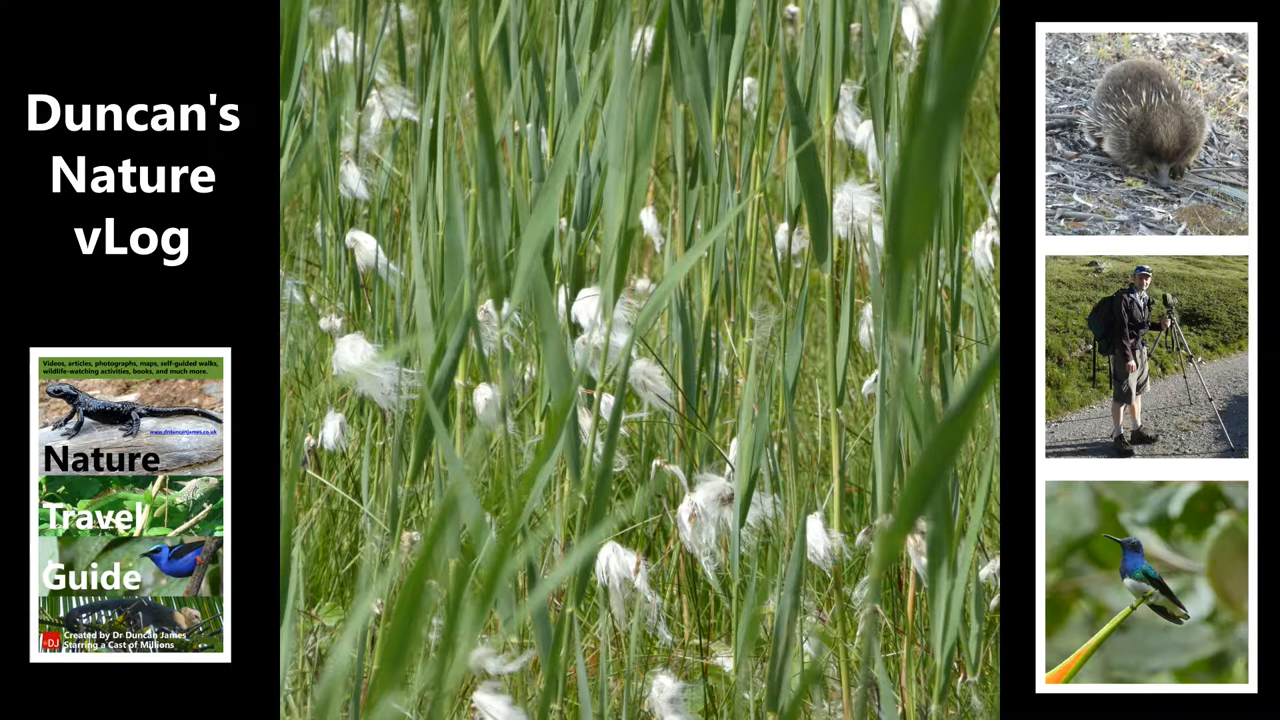 Duncan's
Nature
vLog
Videos, articles, photographs, maps, self-guided walks,
wildlife-watching activities, books, and much more.
www.drduncanjames.co.uk
Nature
Travel
Guide
DJ
Created by Dr Duncan James
Starring a Cast of Millions